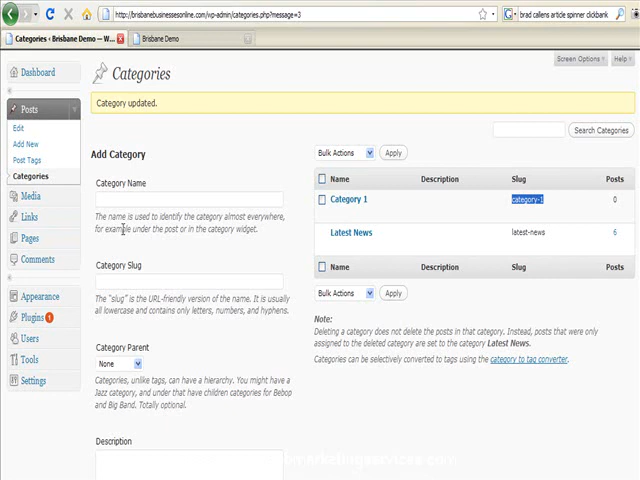 http://brisbanebusinessesonline.com/wp-admin/categories.php?message=3
brad callens article spinner clickbank
Categories ‹ Brisbane Demo — W...
Brisbane Demo
Screen Options
Help
Dashboard
Categories
Category updated.
Posts
Edit
Add New
Post Tags
Categories
Media
Links
Pages
Comments
Appearance
Plugins 1
Users
Tools
Settings
Search Categories
Add Category
Category Name
The name is used to identify the category almost everywhere,
for example under the post or in the category widget.
Category Slug
The “slug” is the URL-friendly version of the name. It is usually
all lowercase and contains only letters, numbers, and hyphens.
Category Parent
None
Categories, unlike tags, can have a hierarchy. You might have a
Jazz category, and under that have children categories for Bebop
and Big Band. Totally optional.
Description
Bulk Actions
Apply
Name Description Slug Posts
Category 1 category-1 0
Latest News latest-news 6
Name Description Slug Posts
Bulk Actions
Apply
Note:
Deleting a category does not delete the posts in that category. Instead, posts that were only
assigned to the deleted category are set to the category Latest News.
Categories can be selectively converted to tags using the category to tag converter.